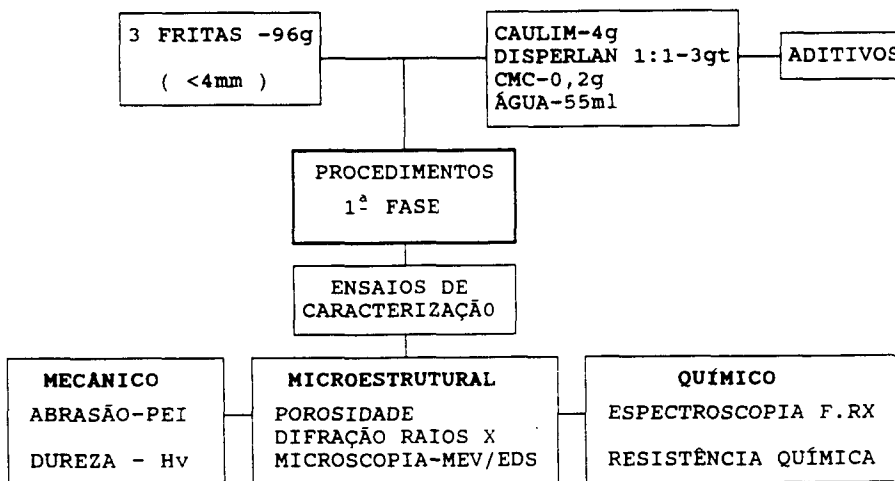 3 FRITAS -96g
( <4mm )
CAULIM-4g
DISPERLAN 1:1-3gt
CMC-0,2g
ÁGUA-55ml
ADITIVOS
PROCEDIMENTOS
1ª FASE
ENSAIOS DE
CARACTERIZAÇÃO
MECÂNICO
ABRASÃO-PEI
DUREZA - Hv
MICROESTRUTURAL
POROSIDADE
DIFRAÇÃO RAIOS X
MICROSCOPIA-MEV/EDS
QUÍMICO
ESPECTROSCOPIA F.RX
RESISTÊNCIA QUÍMICA